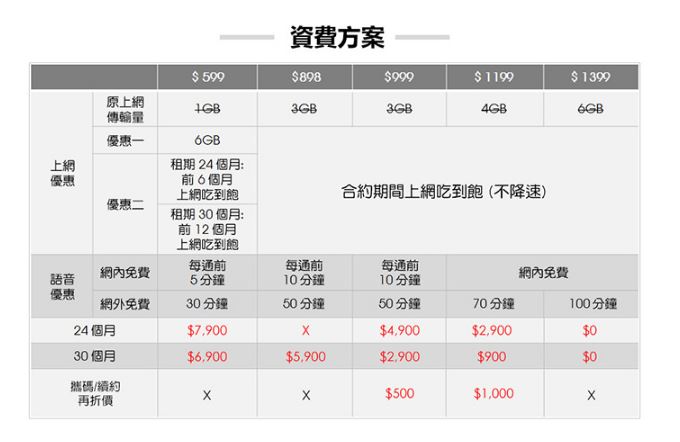 資費方案
$ 599 $898 $999 $ 1199 $ 1399
上網
優惠
原上網
傳輸量
1GB 3GB 3GB 4GB 6GB
優惠一 6GB
優惠二
租期 24 個月:
前 6 個月
上網吃到飽
租期 30 個月:
前 12 個月
上網吃到飽
合約期間上網吃到飽 (不降速)
語音
優惠
網內免費
每通前
5 分鐘
每通前
10 分鐘
每通前
10 分鐘
網內免費
網外免費 30 分鐘 50 分鐘 50 分鐘 70 分鐘 100 分鐘
24 個月 $7,900 X $4,900 $2,900 $0
30 個月 $6,900 $5,900 $2,900 $900 $0
攜碼/續約
再折價
X X $500 $1,000 X